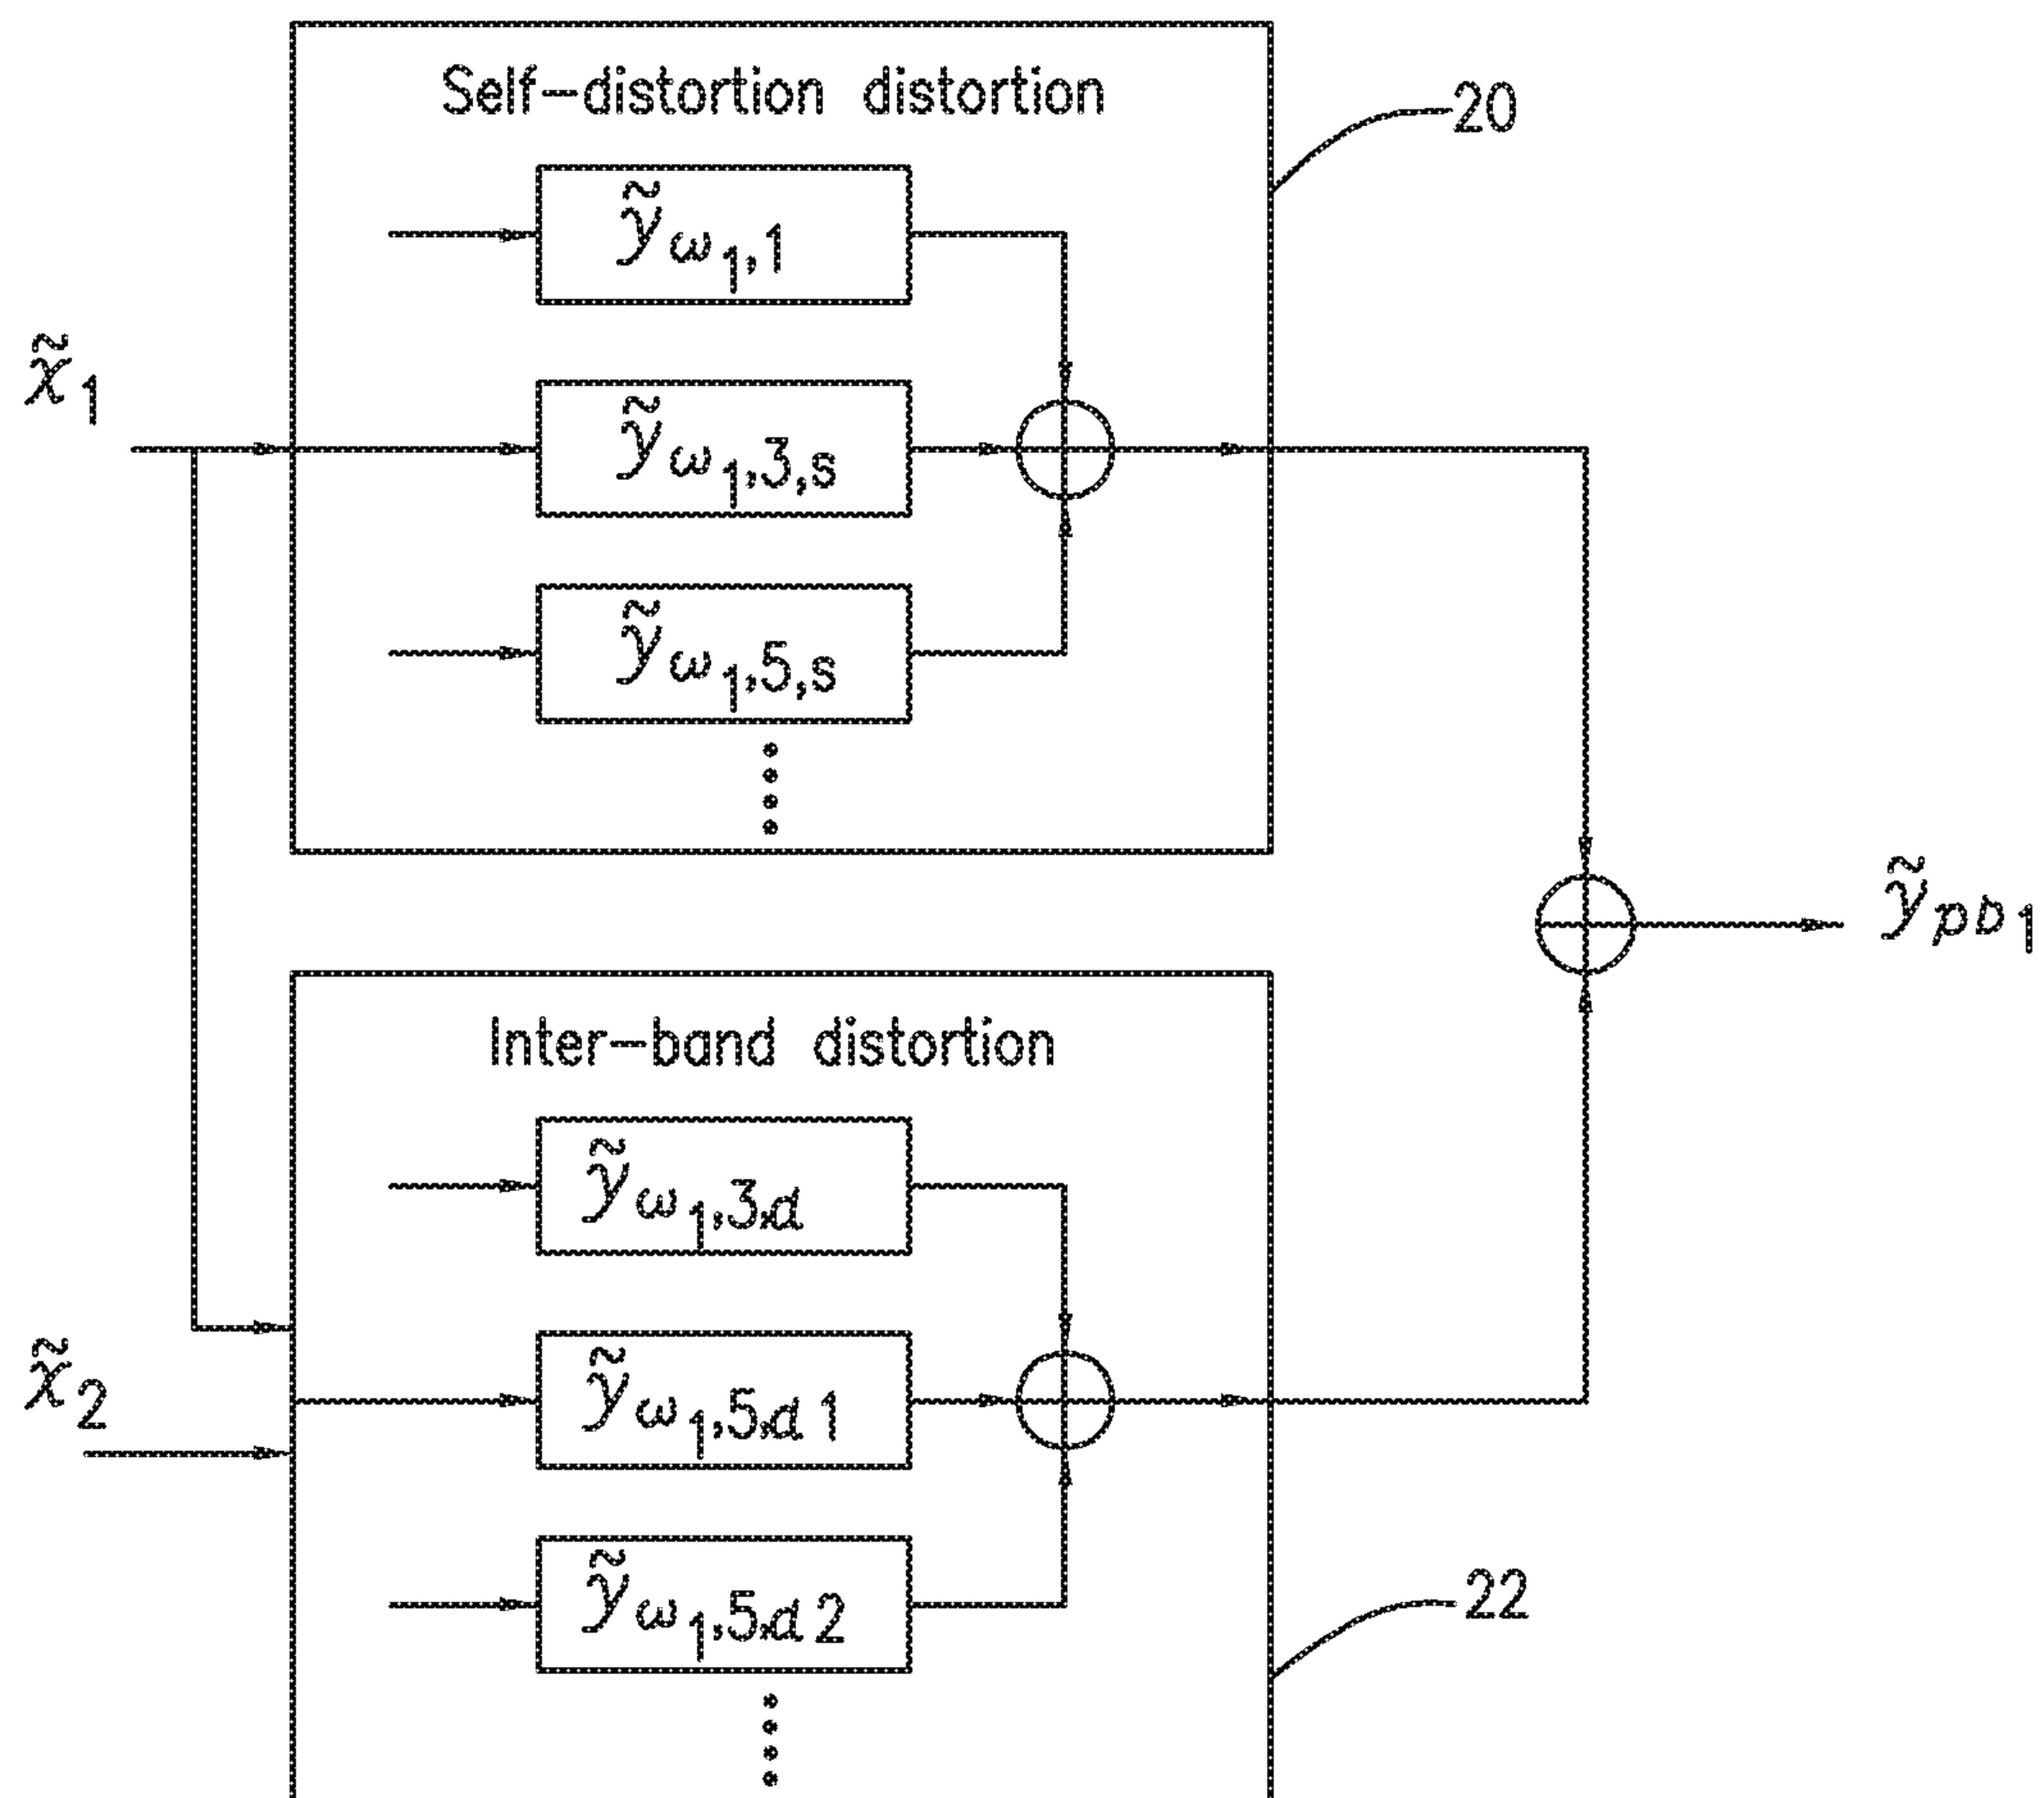 Self-distortion distortion
20
ỹω1,1
x̃1
ỹω1,3,s
ỹω1,5,s
ỹpb1
Inter-band distortion
ỹω1,3,d
x̃2
ỹω1,5,d1
ỹω1,5,d2
22